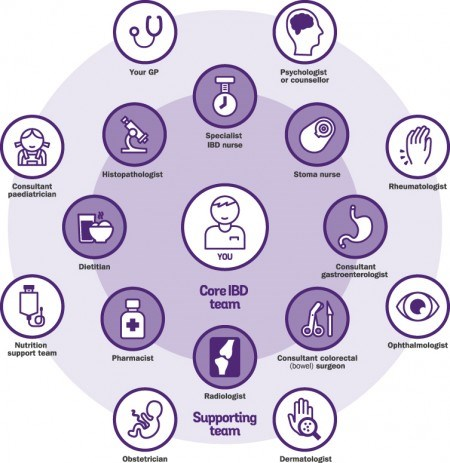 Your GP
Psychologist
or counsellor
Specialist
IBD nurse
Histopathologist
Stoma nurse
Consultant
paediatrician
Rheumatologist
YOU
Dietitian
Consultant
gastroenterologist
Core IBD
team
Nutrition
support team
Pharmacist
Consultant colorectal
(bowel) surgeon
Ophthalmologist
Radiologist
Supporting
team
Obstetrician
Dermatologist